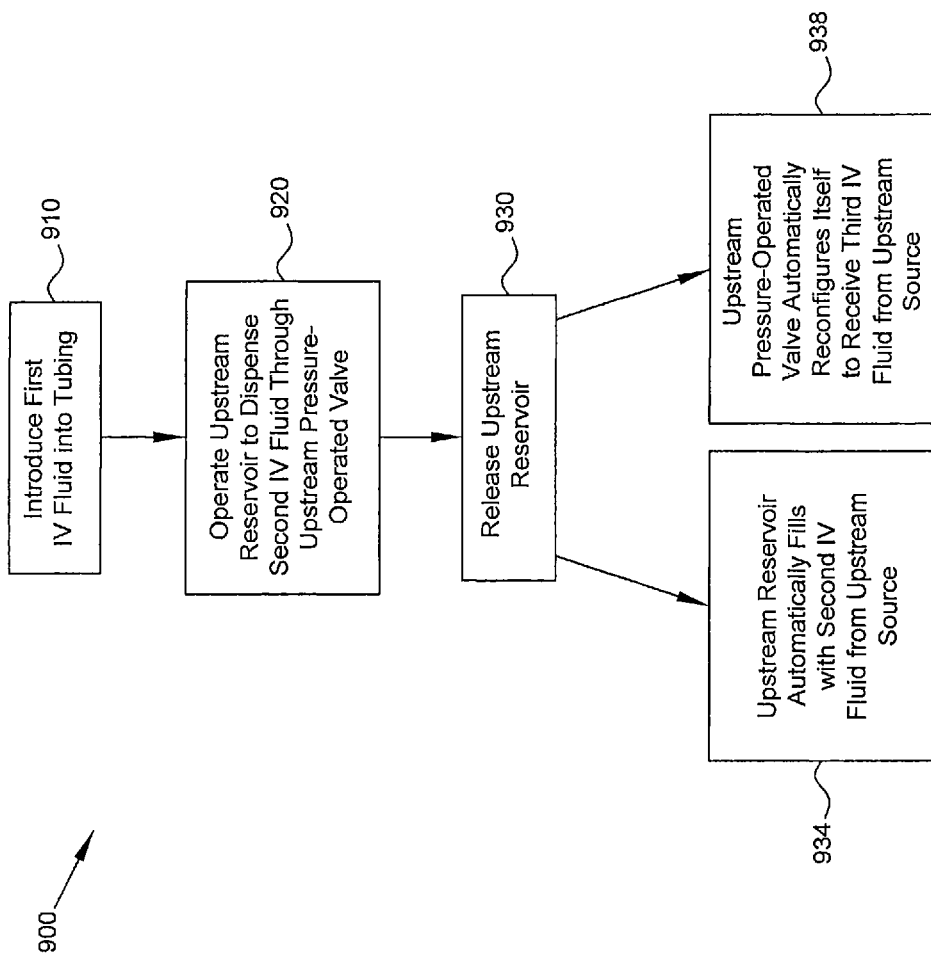 900
910
Introduce First
IV Fluid into Tubing
920
Operate Upstream
Reservoir to Dispense
Second IV Fluid Through
Upstream Pressure-
Operated Valve
930
Release Upstream
Reservoir
934
Upstream Reservoir
Automatically Fills
with Second IV
Fluid from Upstream
Source
938
Upstream
Pressure-Operated
Valve Automatically
Reconfigures Itself
to Receive Third IV
Fluid from Upstream
Source